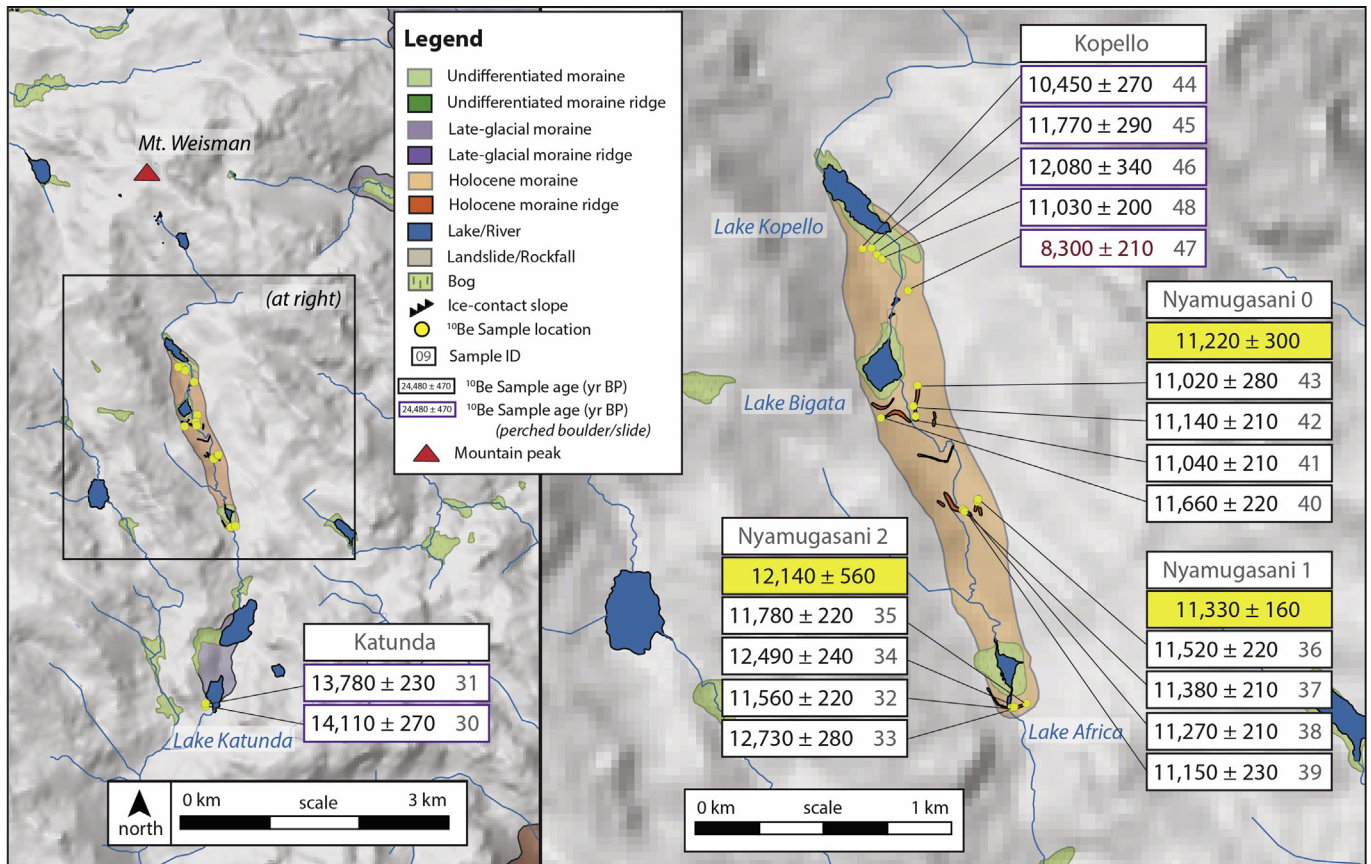 Mt. Weisman
(at right)
Katunda
13,780 ± 230 31
14,110 ± 270 30
Lake Katunda
north
0 km scale 3 km
Legend
Undifferentiated moraine
Undifferentiated moraine ridge
Late-glacial moraine
Late-glacial moraine ridge
Holocene moraine
Holocene moraine ridge
Lake/River
Landslide/Rockfall
Bog
Ice-contact slope
¹⁰Be Sample location
09 Sample ID
24,480 ± 470 ¹⁰Be Sample age (yr BP)
24,480 ± 470 ¹⁰Be Sample age (yr BP)
(perched boulder/slide)
Mountain peak
Kopello
10,450 ± 270 44
11,770 ± 290 45
12,080 ± 340 46
11,030 ± 200 48
8,300 ± 210 47
Lake Kopello
Nyamugasani 0
11,220 ± 300
11,020 ± 280 43
11,140 ± 210 42
11,040 ± 210 41
11,660 ± 220 40
Lake Bigata
Nyamugasani 2
12,140 ± 560
11,780 ± 220 35
12,490 ± 240 34
11,560 ± 220 32
12,730 ± 280 33
Nyamugasani 1
11,330 ± 160
11,520 ± 220 36
11,380 ± 210 37
11,270 ± 210 38
11,150 ± 230 39
Lake Africa
0 km scale 1 km